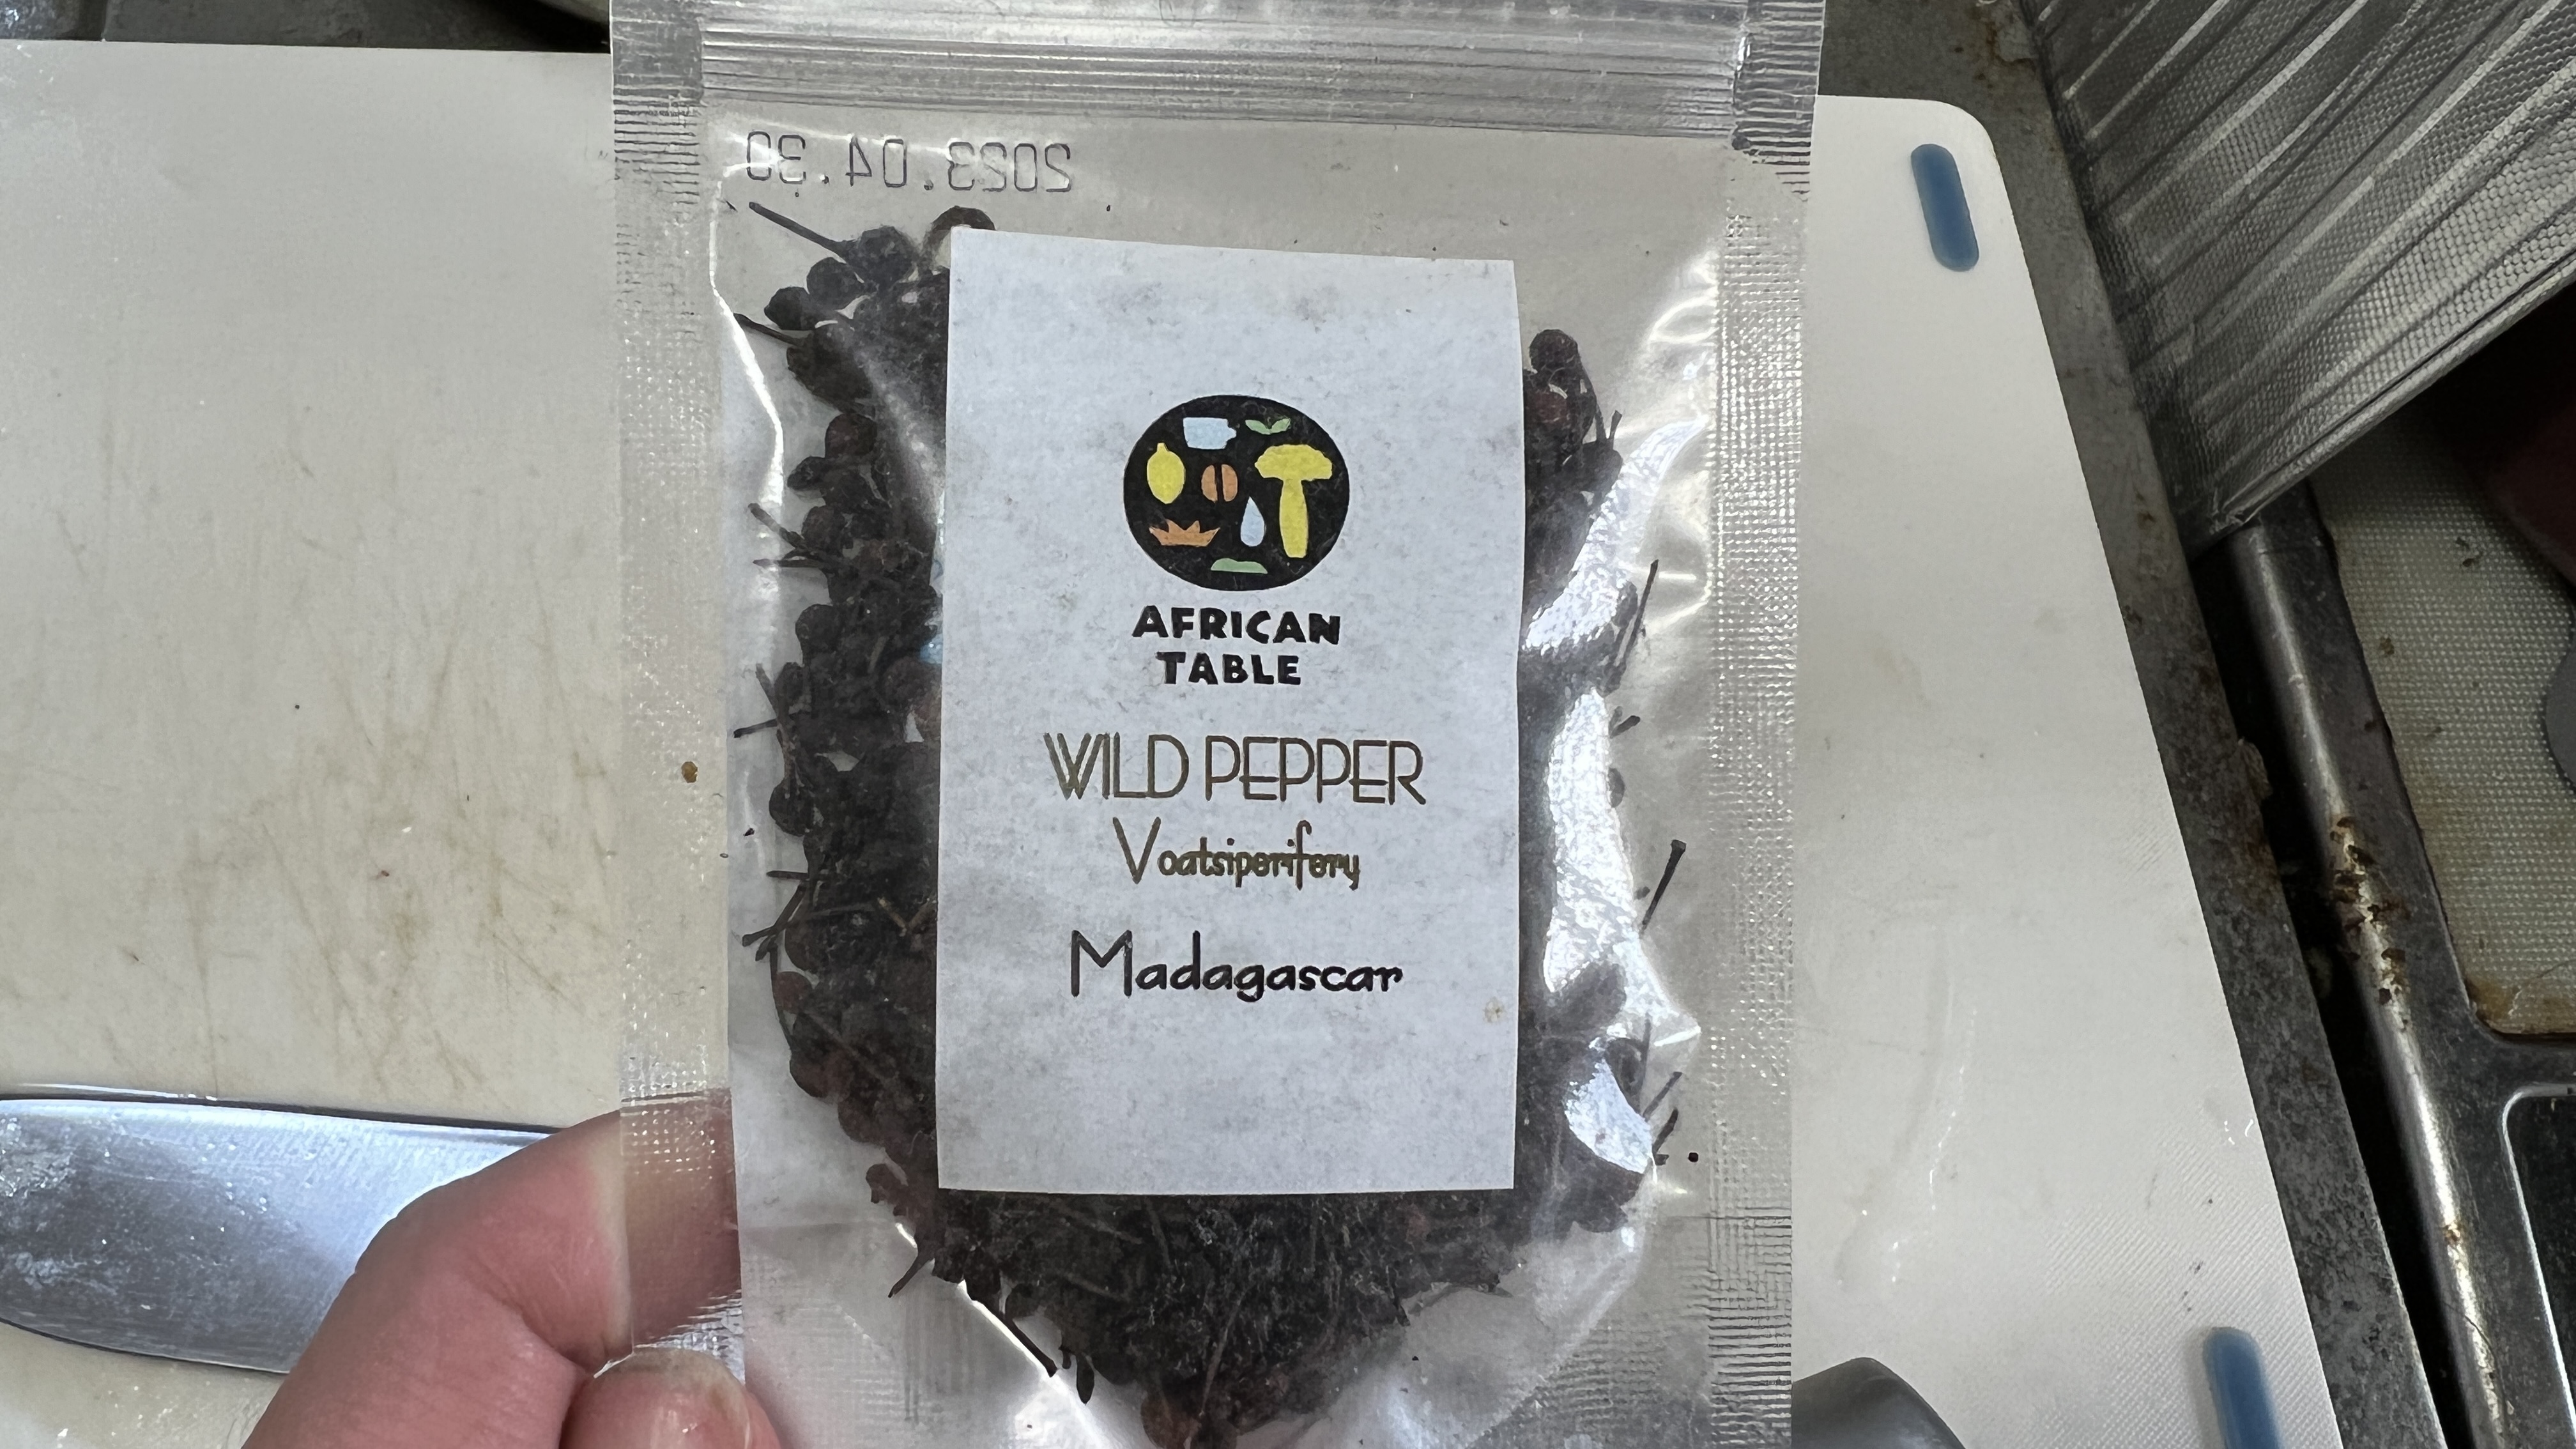 2023.04.30
AFRICAN
TABLE
WILD PEPPER
Voatsiperifery
Madagascar